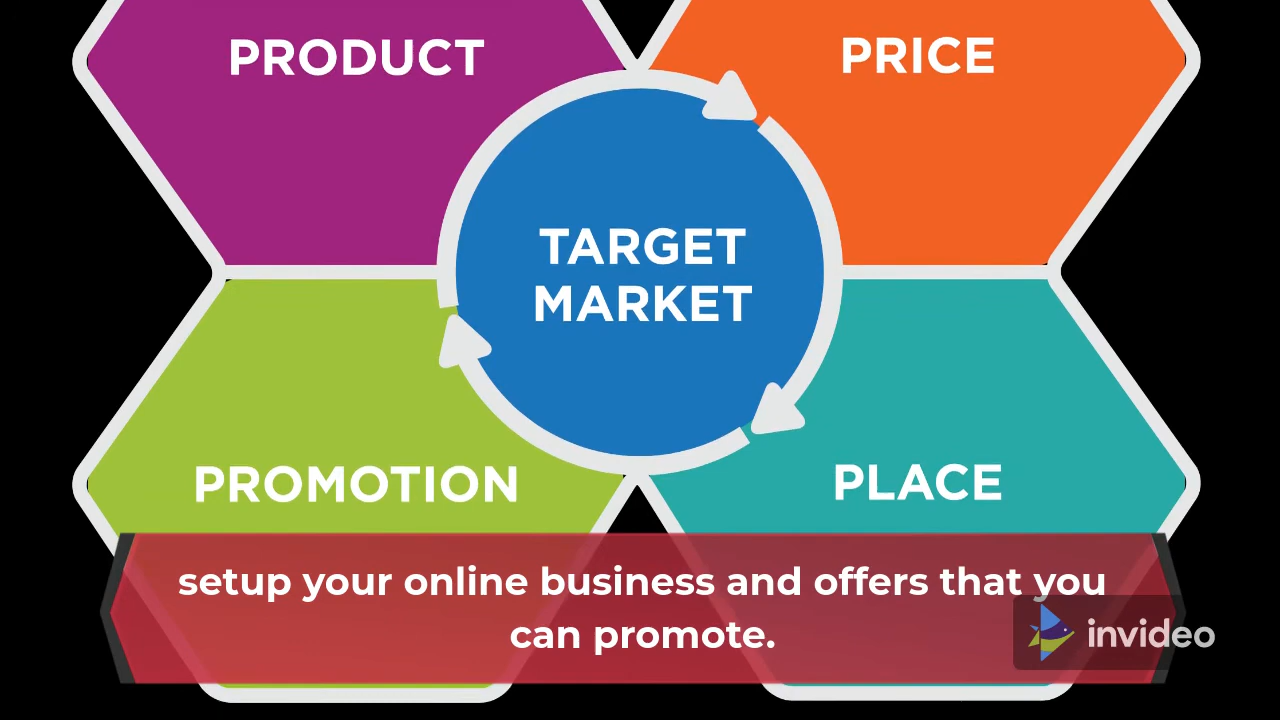 PRODUCT
PRICE
TARGET
MARKET
PROMOTION
PLACE
setup your online business and offers that you
can promote.
invideo